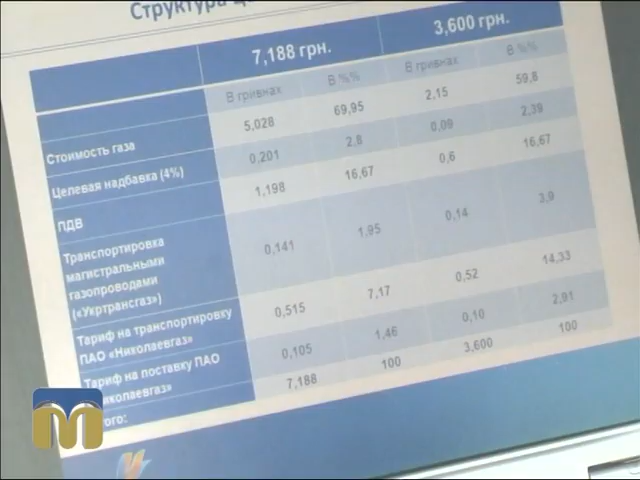 Структура
7,188 грн. 3,600 грн.
В гривнах В %% В гривнах В %%
Стоимость газа 5,028 69,95 2,15 59,8
Целевая надбавка (4%) 0,201 2,8 0,09 2,39
ПДВ 1,198 16,67 0,6 16,67
Транспортировка
магистральными
газопроводами
(«Укртрансгаз») 0,141 1,95 0,14 3,9
Тариф на транспортировку
ПАО «Николаевгаз» 0,515 7,17 0,52 14,33
Тариф на поставку ПАО
иколаевгаз» 0,105 1,46 0,10 2,91
того: 7,188 100 3,600 100
М